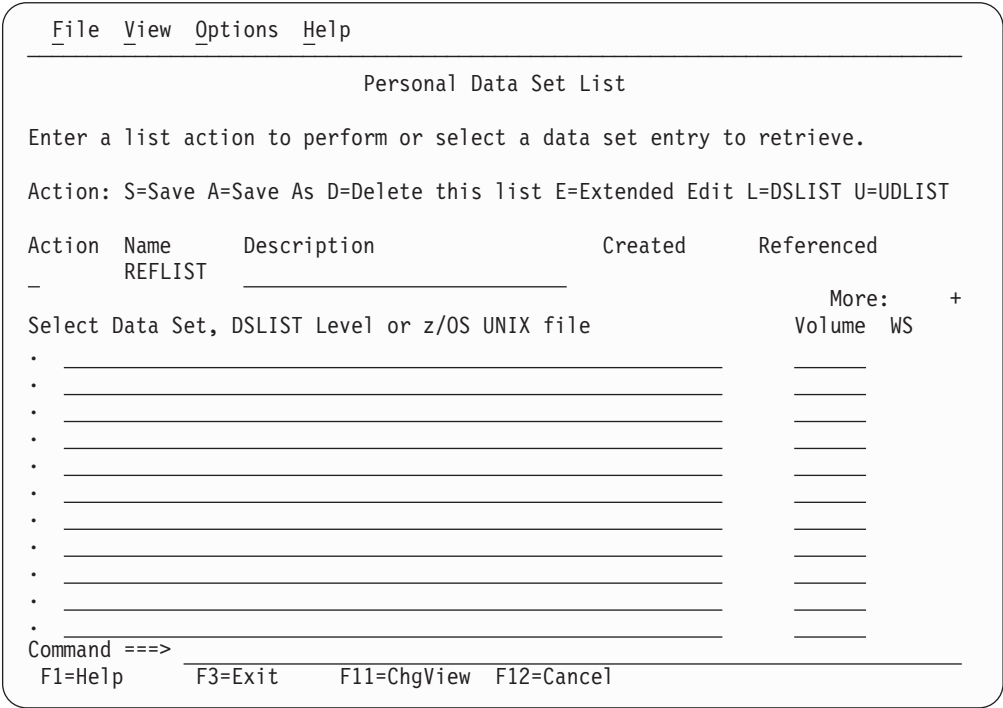 File View Options Help
Personal Data Set List
Enter a list action to perform or select a data set entry to retrieve.
Action: S=Save A=Save As D=Delete this list E=Extended Edit L=DSLIST U=UDLIST
Action Name Description Created Referenced
REFLIST
More: +
Select Data Set, DSLIST Level or z/OS UNIX file Volume WS
.
.
.
.
.
.
.
.
.
.
.
Command ===>
F1=Help F3=Exit F11=ChgView F12=Cancel